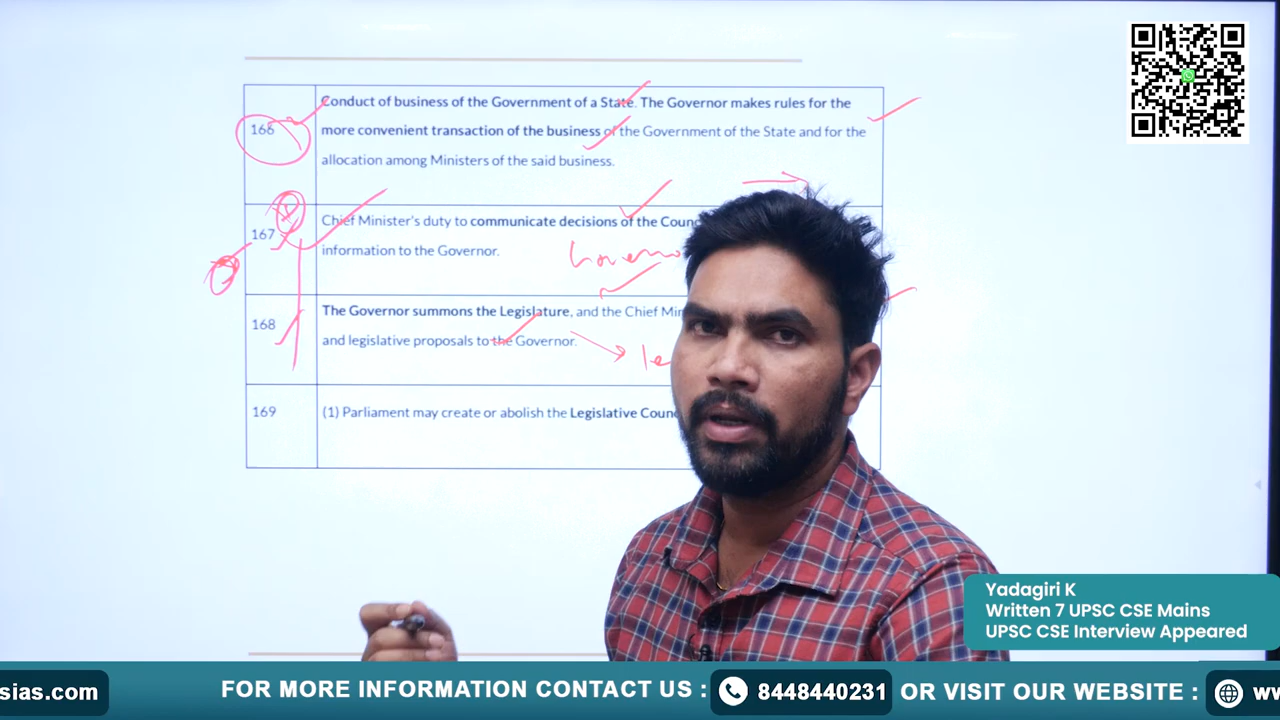 166
Conduct of business of the Government of a State. The Governor makes rules for the
more convenient transaction of the business of the Government of the State and for the
allocation among Ministers of the said business.
167
Chief Minister's duty to communicate decisions of the Coun
information to the Governor.
Governo
168
The Governor summons the Legislature, and the Chief Min
and legislative proposals to the Governor.
le
169
(1) Parliament may create or abolish the Legislative Counc
Yadagiri K
Written 7 UPSC CSE Mains
UPSC CSE Interview Appeared
sias.com
FOR MORE INFORMATION CONTACT US :
8448440231
OR VISIT OUR WEBSITE :
ww